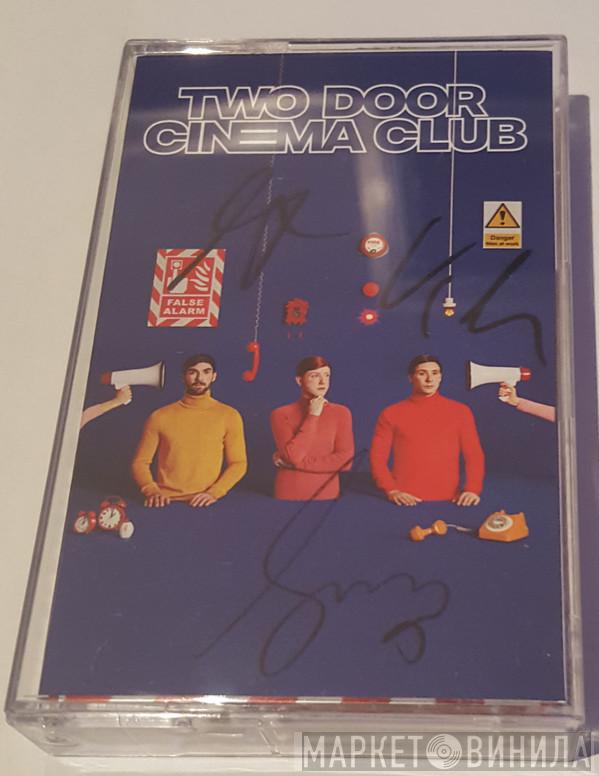 TWO DOOR
CINEMA CLUB
Danger
Men at work
FALSE
ALARM
МАРКЕТ ВИНИЛА